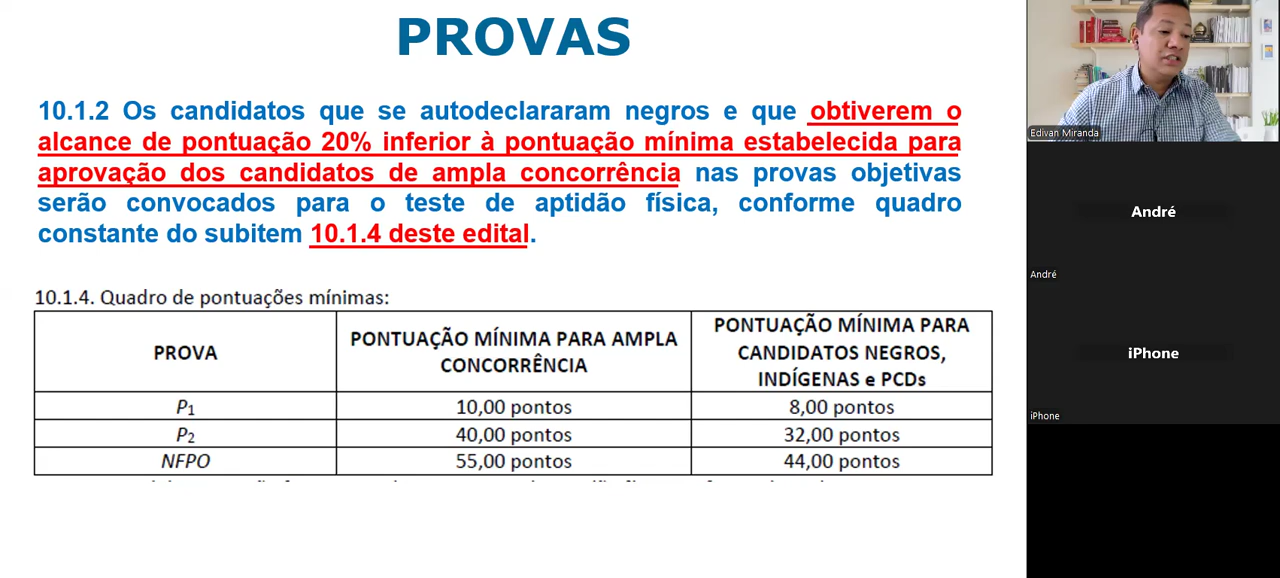 PROVAS
10.1.2 Os candidatos que se autodeclararam negros e que obtiverem o
alcance de pontuação 20% inferior à pontuação mínima estabelecida para
aprovação dos candidatos de ampla concorrência nas provas objetivas
serão convocados para o teste de aptidão física, conforme quadro
constante do subitem 10.1.4 deste edital.
10.1.4. Quadro de pontuações mínimas:
PROVA
PONTUAÇÃO MÍNIMA PARA AMPLA
CONCORRÊNCIA
PONTUAÇÃO MÍNIMA PARA
CANDIDATOS NEGROS,
INDÍGENAS e PCDs
P1 10,00 pontos 8,00 pontos
P2 40,00 pontos 32,00 pontos
NFPO 55,00 pontos 44,00 pontos
Edivan Miranda
André
André
iPhone
iPhone